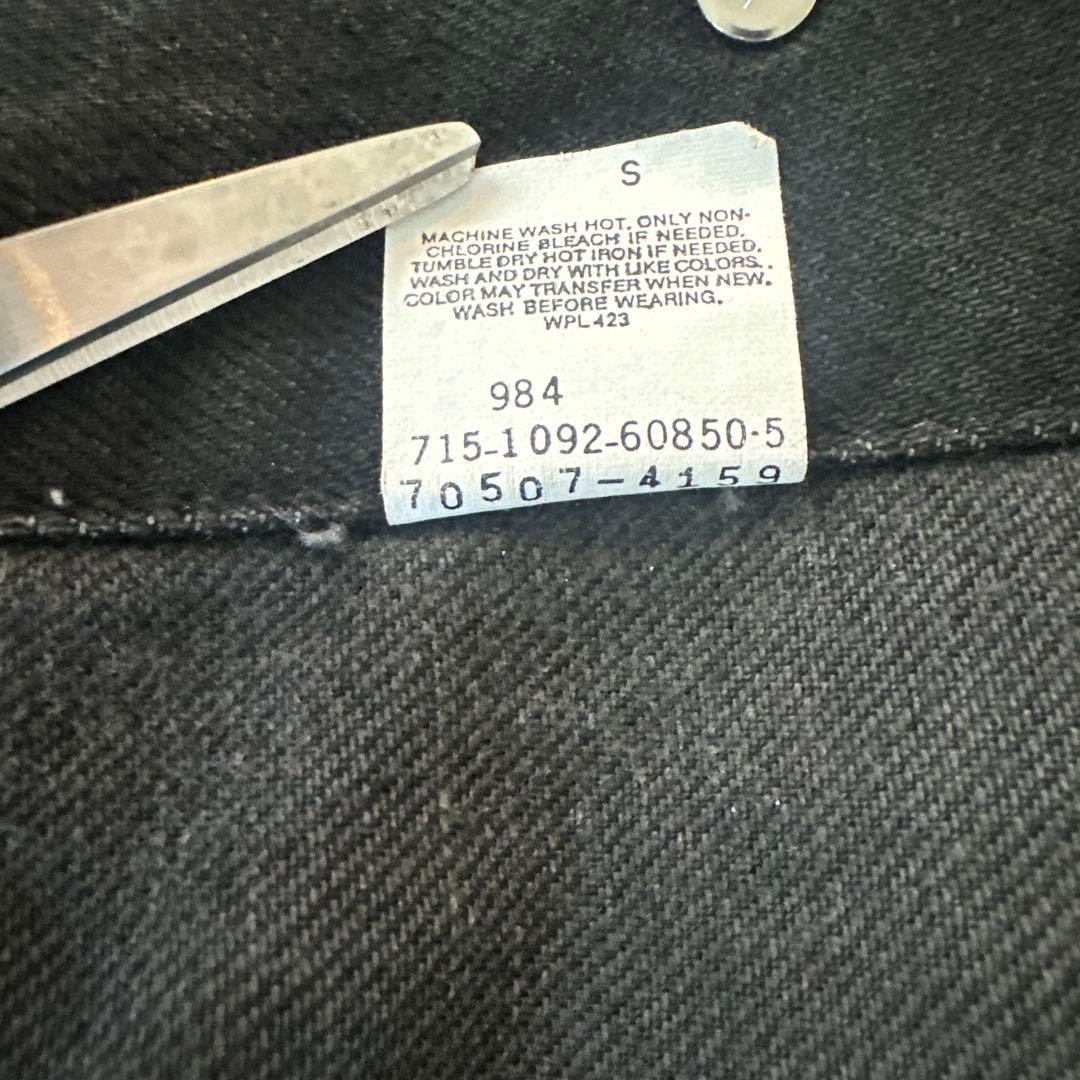 S
MACHINE WASH HOT. ONLY NON-
CHLORINE BLEACH IF NEEDED.
TUMBLE DRY HOT IRON IF NEEDED.
WASH AND DRY WITH LIKE COLORS.
COLOR MAY TRANSFER WHEN NEW.
WASH BEFORE WEARING.
WPL 423
984
715-1092-60850-5
70507-4159